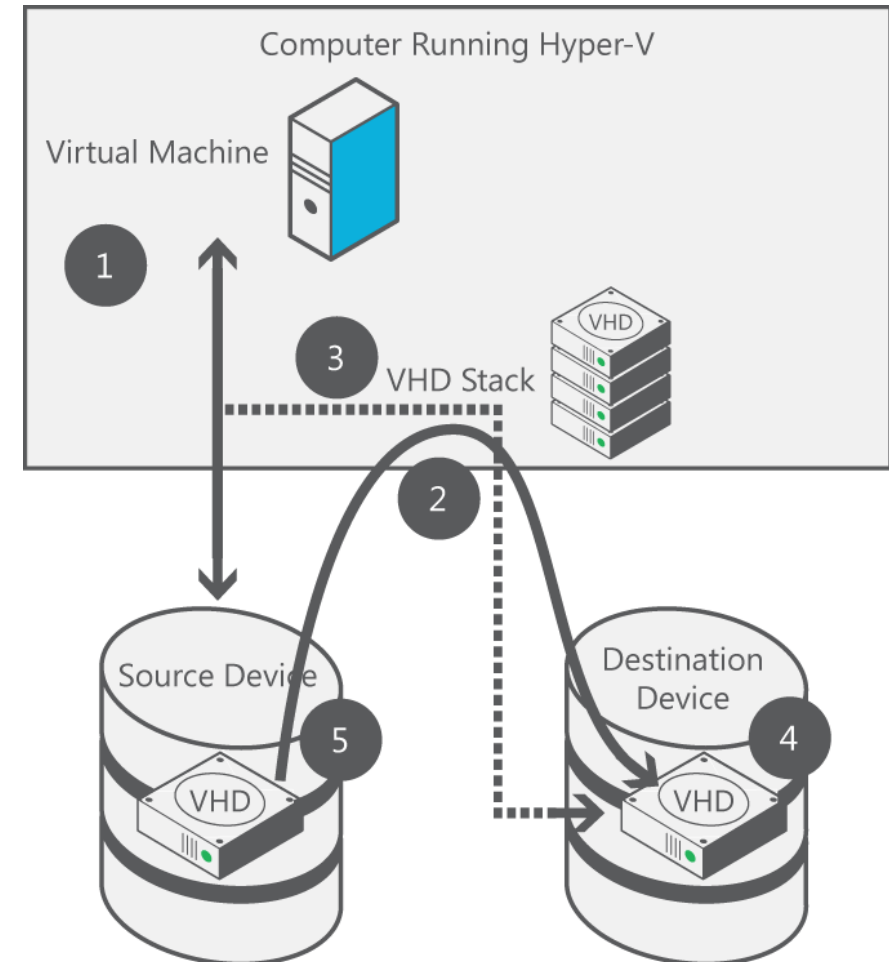 Computer Running Hyper-V
Virtual Machine
1
VHD
3
VHD Stack
2
Source Device
Destination
Device
5
4
VHD
VHD